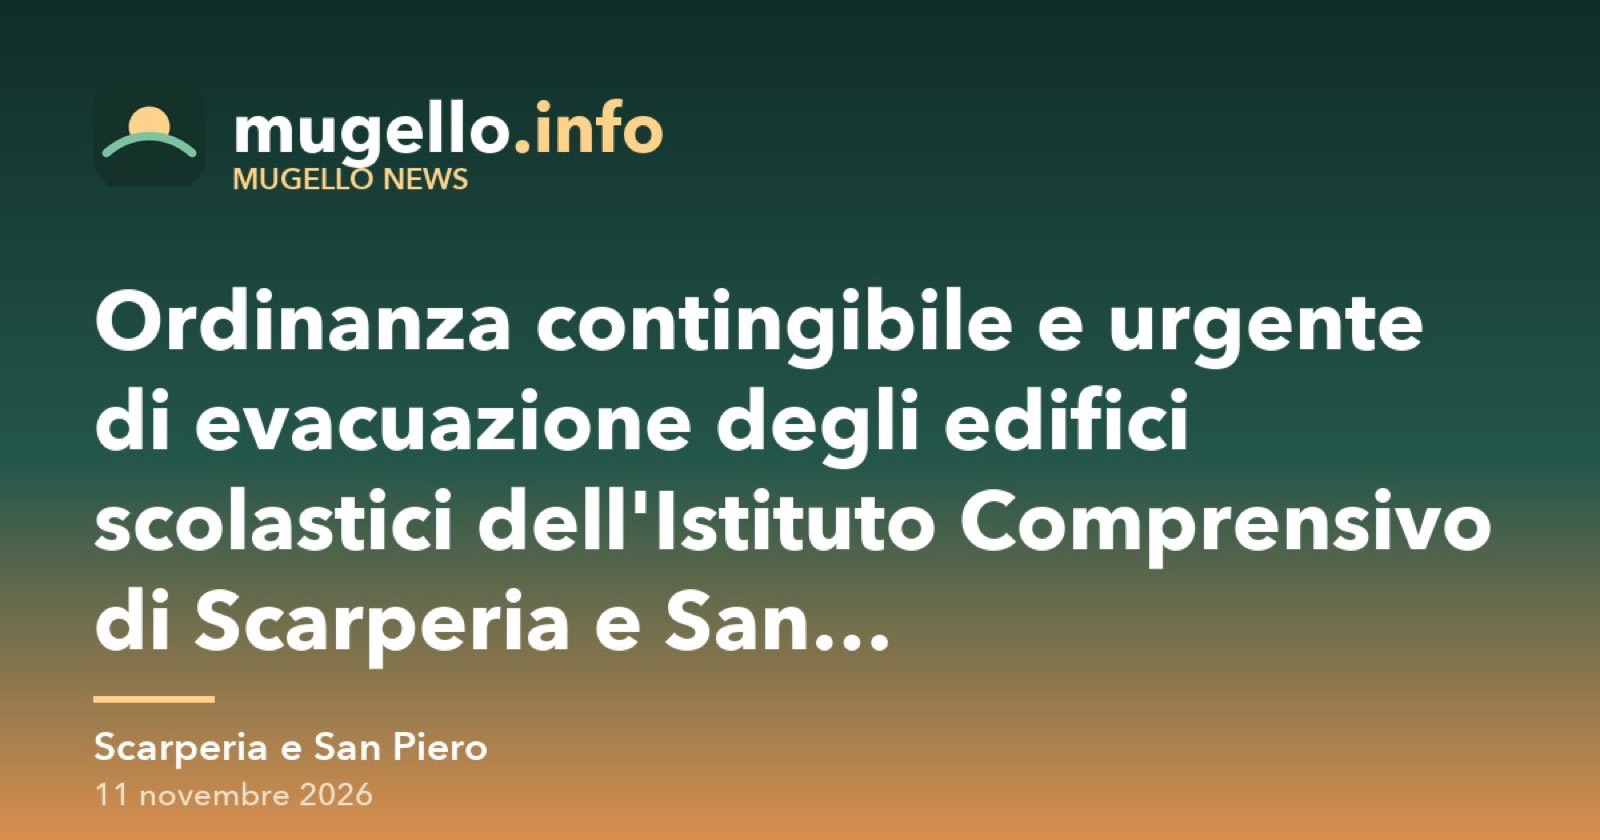 mugello.info
MUGELLO NEWS
Ordinanza contingibile e urgente
di evacuazione degli edifici
scolastici dell'Istituto Comprensivo
di Scarperia e San...
Scarperia e San Piero
11 novembre 2026